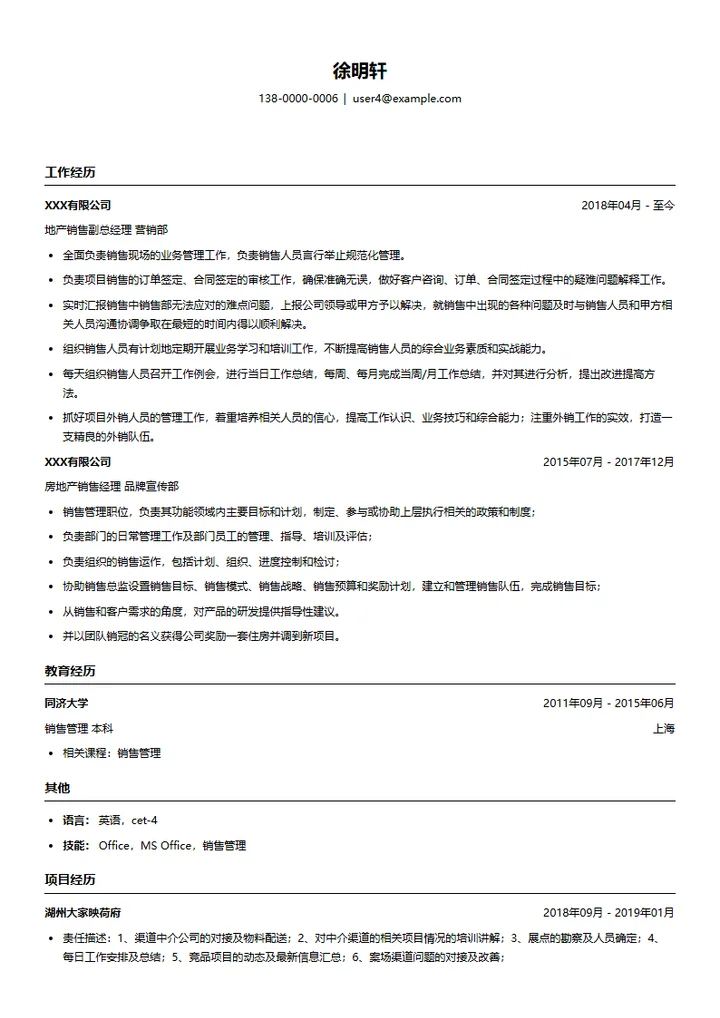 徐明轩
138-0000-0006 | user4@example.com
工作经历
XXX有限公司 2018年04月 - 至今
地产销售副总经理 营销部
• 全面负责销售现场的业务管理工作，负责销售人员言行举止规范化管理。
• 负责项目销售的订单签定、合同签定的审核工作，确保准确无误，做好客户咨询、订单、合同签定过程中的疑难问题解释工作。
• 实时汇报销售中销售部无法应对的难点问题，上报公司领导或甲方予以解决，就销售中出现的各种问题及时与销售人员和甲方相
关人员沟通协调争取在最短的时间内得以顺利解决。
• 组织销售人员有计划地定期开展业务学习和培训工作，不断提高销售人员的综合业务素质和实战能力。
• 每天组织销售人员召开工作例会，进行当日工作总结，每周、每月完成当周/月工作总结，并对其进行分析，提出改进提高方
法。
• 抓好项目外销人员的管理工作，着重培养相关人员的信心，提高工作认识、业务技巧和综合能力；注重外销工作的实效，打造一
支精良的外销队伍。
XXX有限公司 2015年07月 - 2017年12月
房地产销售经理 品牌宣传部
• 销售管理职位，负责其功能领域内主要目标和计划，制定、参与或协助上层执行相关的政策和制度；
• 负责部门的日常管理工作及部门员工的管理、指导、培训及评估；
• 负责组织的销售运作，包括计划、组织、进度控制和检讨；
• 协助销售总监设置销售目标、销售模式、销售战略、销售预算和奖励计划，建立和管理销售队伍，完成销售目标；
• 从销售和客户需求的角度，对产品的研发提供指导性建议。
• 并以团队销冠的名义获得公司奖励一套住房并调到新项目。
教育经历
同济大学 2011年09月 - 2015年06月
销售管理 本科 上海
• 相关课程：销售管理
其他
• 语言： 英语，cet-4
• 技能： Office，MS Office，销售管理
项目经历
湖州大家映荷府 2018年09月 - 2019年01月
• 责任描述：1、渠道中介公司的对接及物料配送；2、对中介渠道的相关项目情况的培训讲解；3、展点的勘察及人员确定；4、
每日工作安排及总结；5、竞品项目的动态及最新信息汇总；6、案场渠道问题的对接及改善；